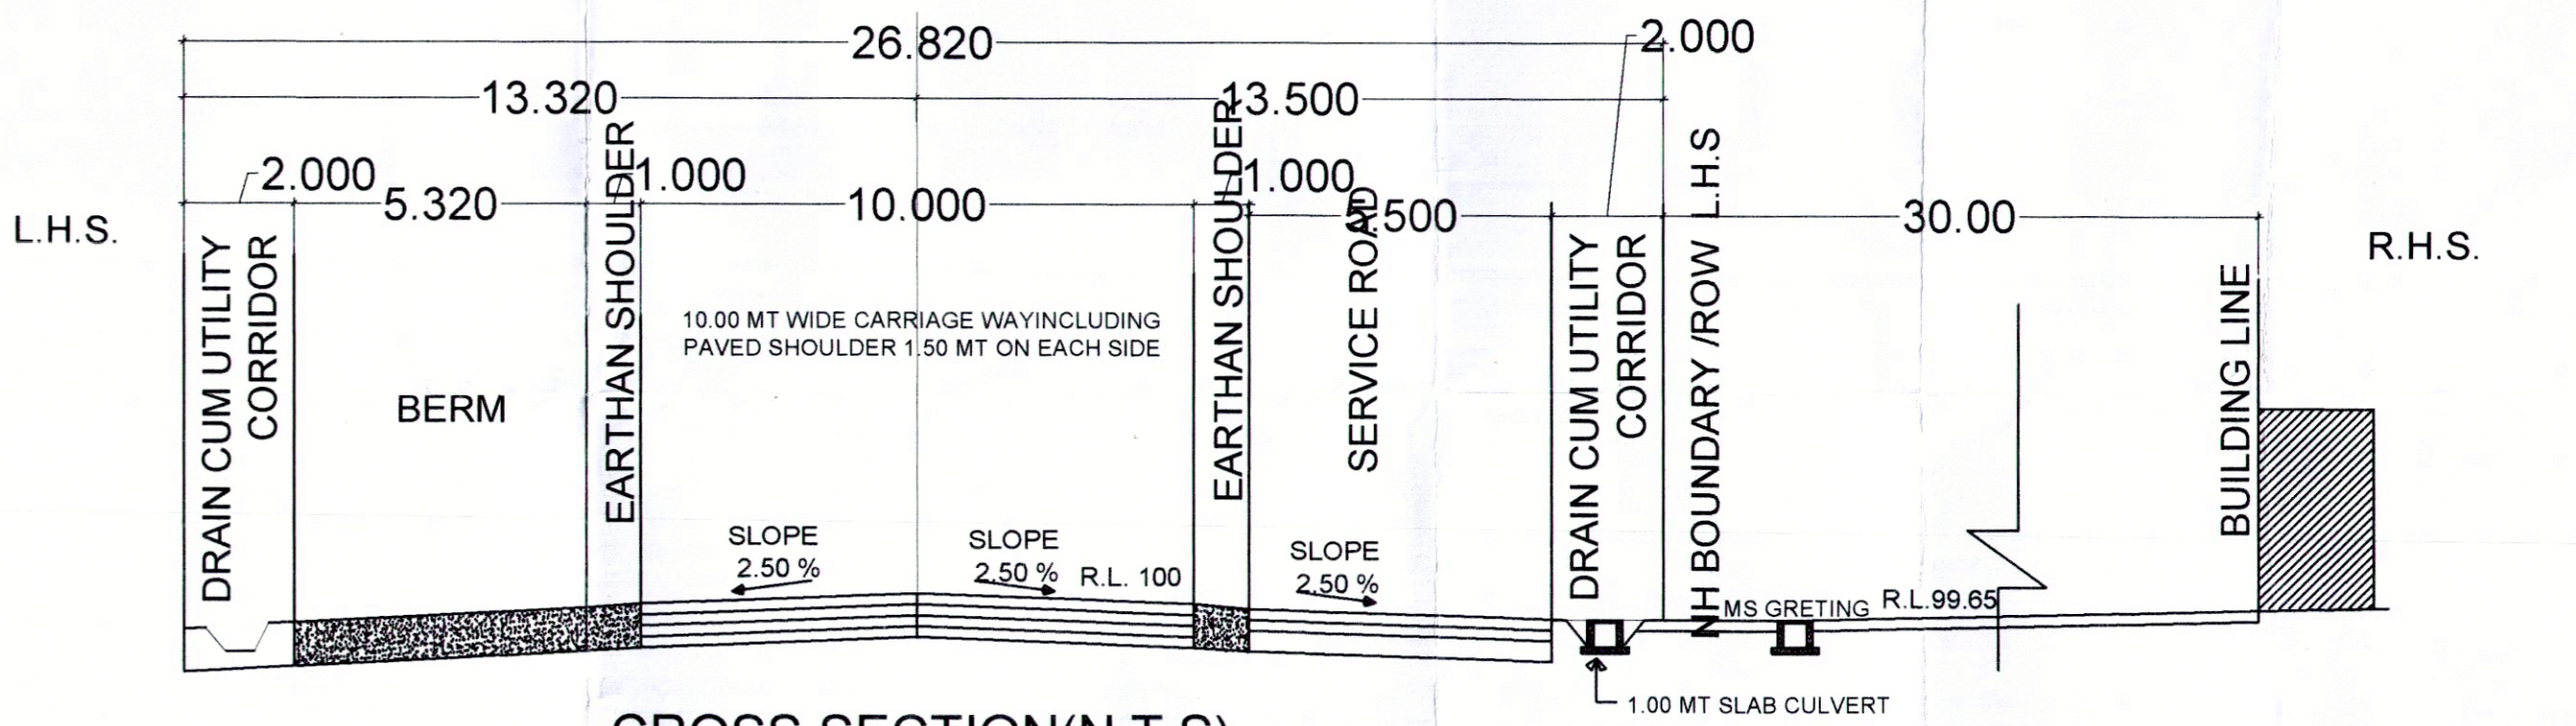 26.820
2.000
13.320
13.500
2.000
1.000
1.000
5.320
10.000
5.500
30.00
L.H.S.
R.H.S.
DRAIN CUM UTILITY
CORRIDOR
BERM
EARTHAN SHOULDER
10.00 MT WIDE CARRIAGE WAYINCLUDING
PAVED SHOULDER 1.50 MT ON EACH SIDE
EARTHAN SHOULDER
SERVICE ROAD
DRAIN CUM UTILITY
CORRIDOR
NH BOUNDARY /ROW L.H.S
BUILDING LINE
SLOPE
2.50 %
SLOPE
2.50 %
R.L. 100
SLOPE
2.50 %
MS GRETING
R.L.99.65
1.00 MT SLAB CULVERT
CROSS SECTION(N.T.S)